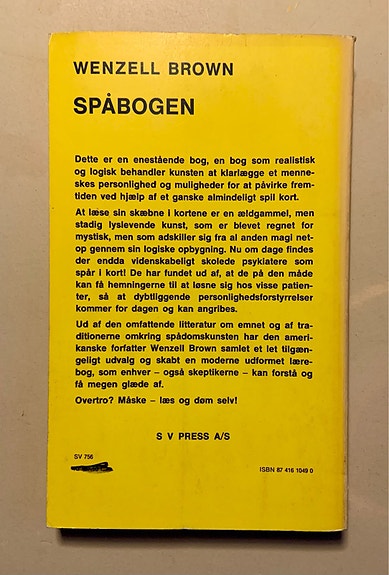 WENZELL BROWN
SPÅBOGEN
Dette er en enestående bog, en bog som realistisk
og logisk behandler kunsten at klarlægge et menne-
skes personlighed og muligheder for at påvirke frem-
tiden ved hjælp af et ganske almindeligt spil kort.
At læse sin skæbne i kortene er en ældgammel, men
stadig lyslevende kunst, som er blevet regnet for
mystisk, men som adskiller sig fra al anden magi net-
op gennem sin logiske opbygning. Nu om dage findes
der endda videnskabeligt skolede psykiatere som
spår i kort! De har fundet ud af, at de på den måde
kan få hemningerne til at løsne sig hos visse patien-
ter, så at dybtliggende personlighedsforstyrrelser
kommer for dagen og kan angribes.
Ud af den omfattende litteratur om emnet og af tra-
ditionerne omkring spådomskunsten har den ameri-
kanske forfatter Wenzell Brown samlet et let tilgæn-
geligt udvalg og skabt en moderne udformet lære-
bog, som enhver – også skeptikerne – kan forstå og
få megen glæde af.
Overtro? Måske – læs og døm selv!
S V PRESS A/S
SV 756
ISBN 87 416 1049 0